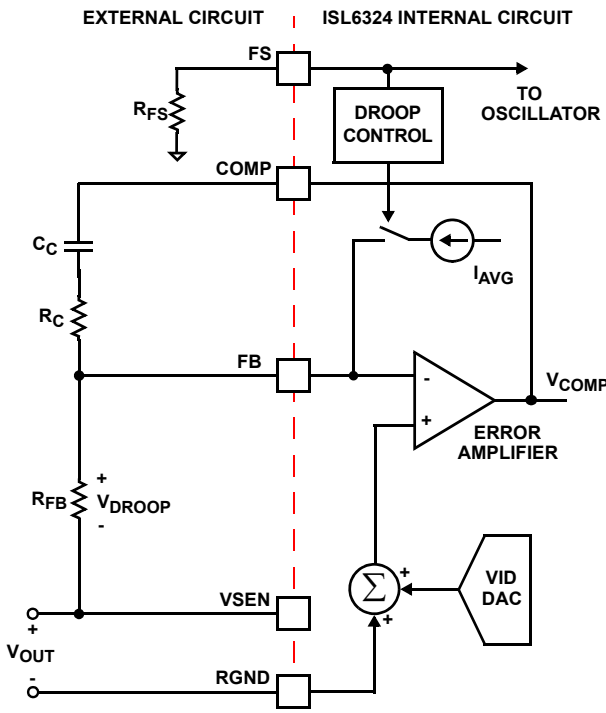 EXTERNAL CIRCUIT
ISL6324 INTERNAL CIRCUIT
FS
RFS
TO
OSCILLATOR
DROOP
CONTROL
COMP
CC
IAVG
RC
FB
-
+
VCOMP
ERROR
AMPLIFIER
RFB
+
VDROOP
-
VSEN
Σ
+
+
VID
DAC
+
VOUT
-
RGND